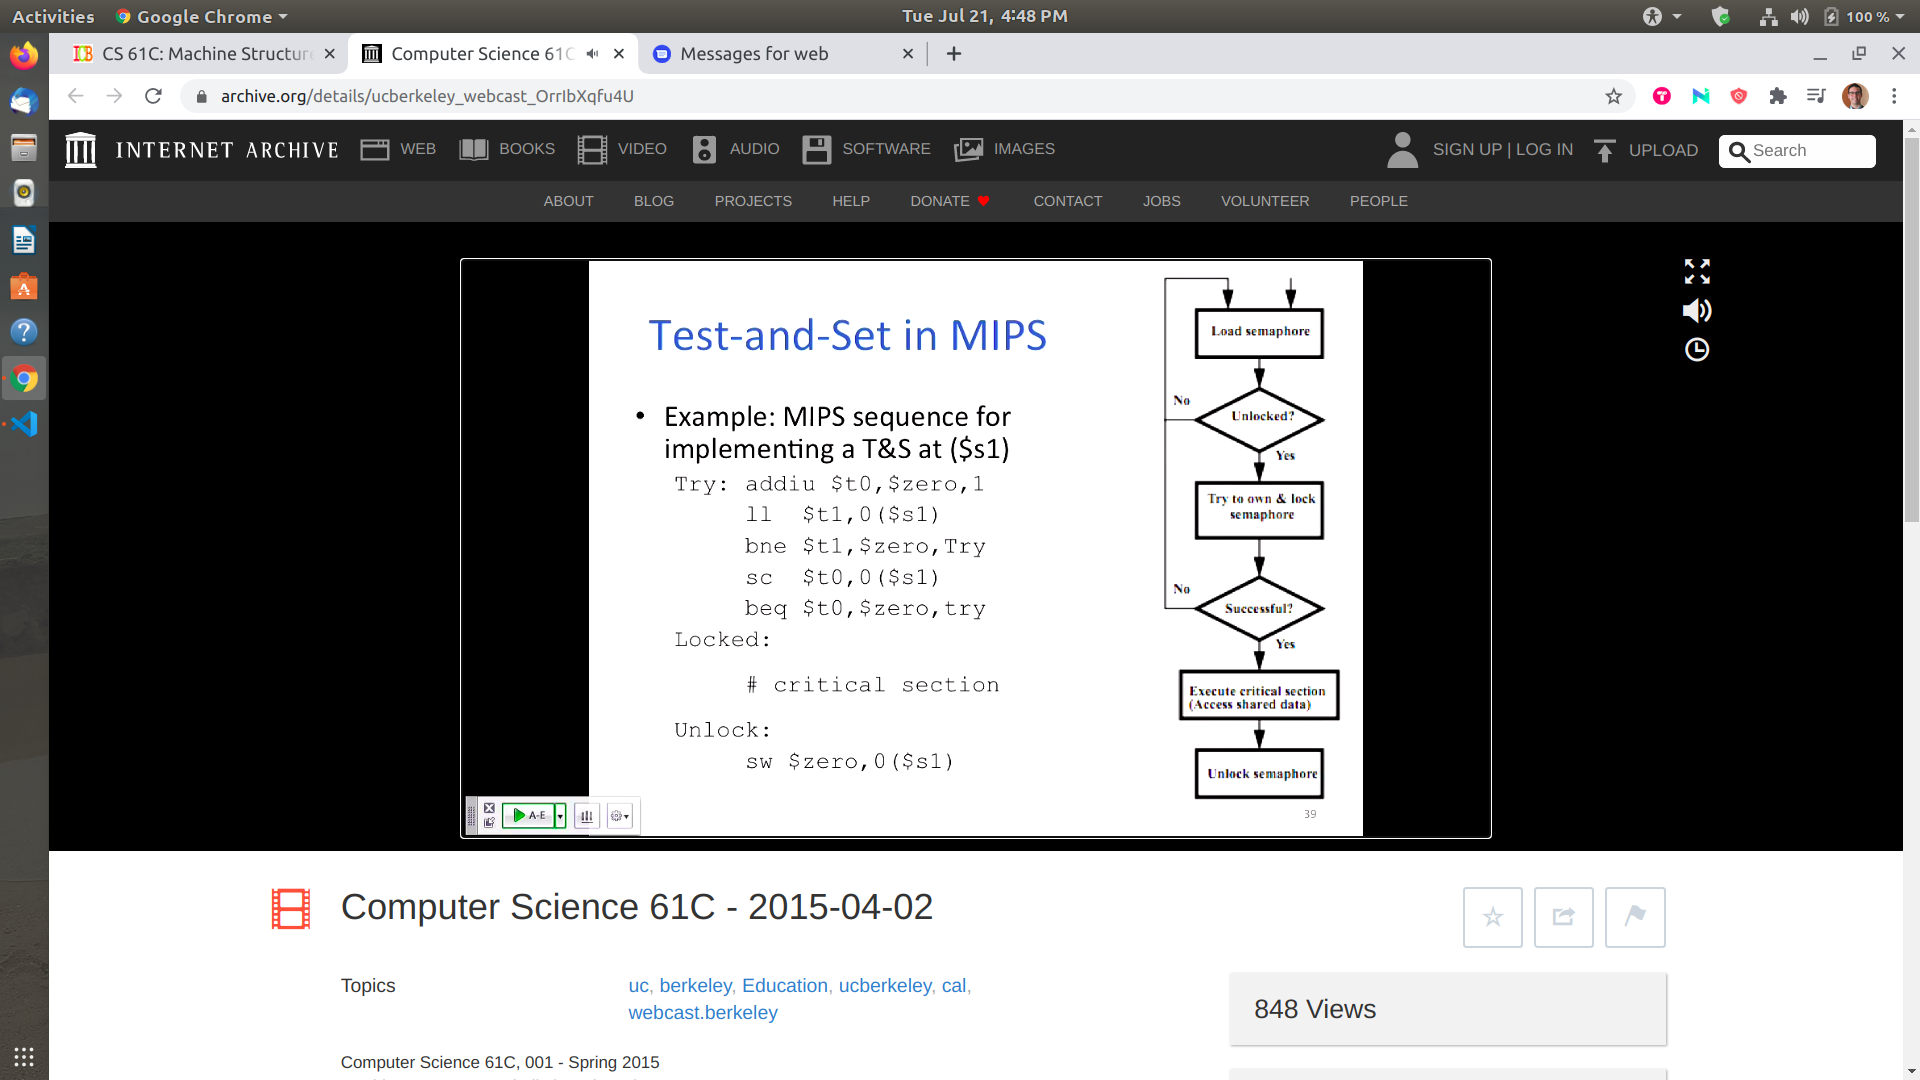 Activities
Google Chrome
Tue Jul 21, 4:48 PM
100 %
CS 61C: Machine Structure
Computer Science 61C
Messages for web
archive.org/details/ucberkeley_webcast_OrrIbXqfu4U
INTERNET ARCHIVE
WEB
BOOKS
VIDEO
AUDIO
SOFTWARE
IMAGES
SIGN UP | LOG IN
UPLOAD
Search
ABOUT
BLOG
PROJECTS
HELP
DONATE
CONTACT
JOBS
VOLUNTEER
PEOPLE
Test-and-Set in MIPS
• Example: MIPS sequence for
implementing a T&S at ($s1)
Try: addiu $t0,$zero,1
ll $t1,0($s1)
bne $t1,$zero,Try
sc $t0,0($s1)
beq $t0,$zero,try
Locked:
# critical section
Unlock:
sw $zero,0($s1)
Load semaphore
No
Unlocked?
Yes
Try to own & lock
semaphore
No
Successful?
Yes
Execute critical section
(Access shared data)
Unlock semaphore
39
A-E
Computer Science 61C - 2015-04-02
Topics
uc, berkeley, Education, ucberkeley, cal,
webcast.berkeley
848 Views
Computer Science 61C, 001 - Spring 2015